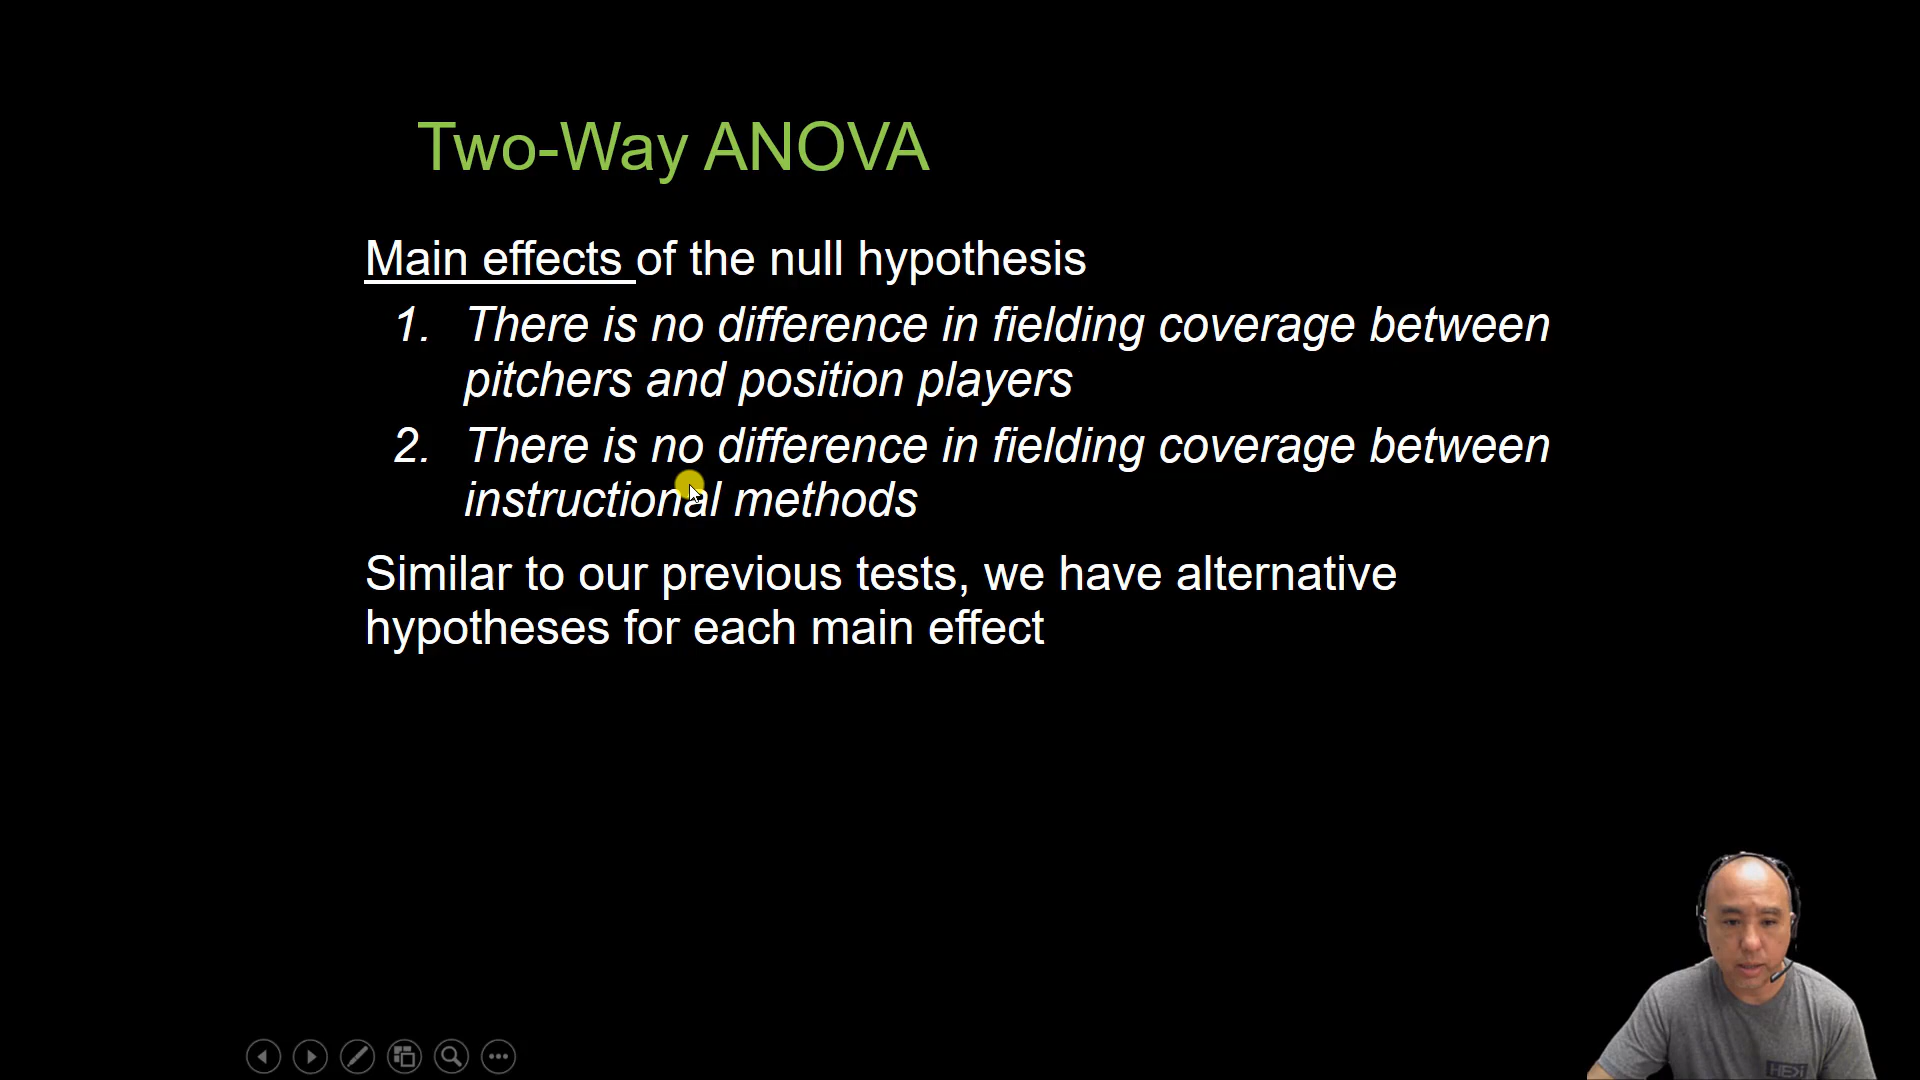 Two-Way ANOVA
Main effects of the null hypothesis
1. There is no difference in fielding coverage between
pitchers and position players
2. There is no difference in fielding coverage between
instructional methods
Similar to our previous tests, we have alternative
hypotheses for each main effect